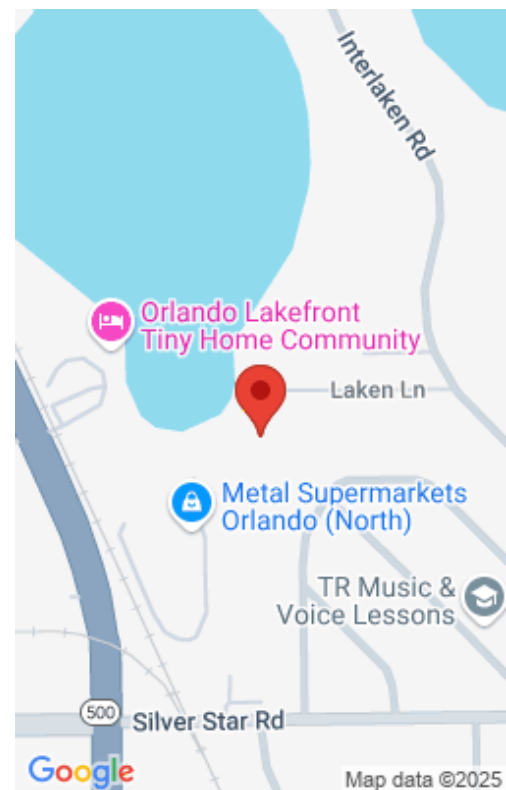 Interlaken Rd
Orlando Lakefront
Tiny Home Community
Laken Ln
Metal Supermarkets
Orlando (North)
TR Music &
Voice Lessons
500
Silver Star Rd
Google
Map data ©2025